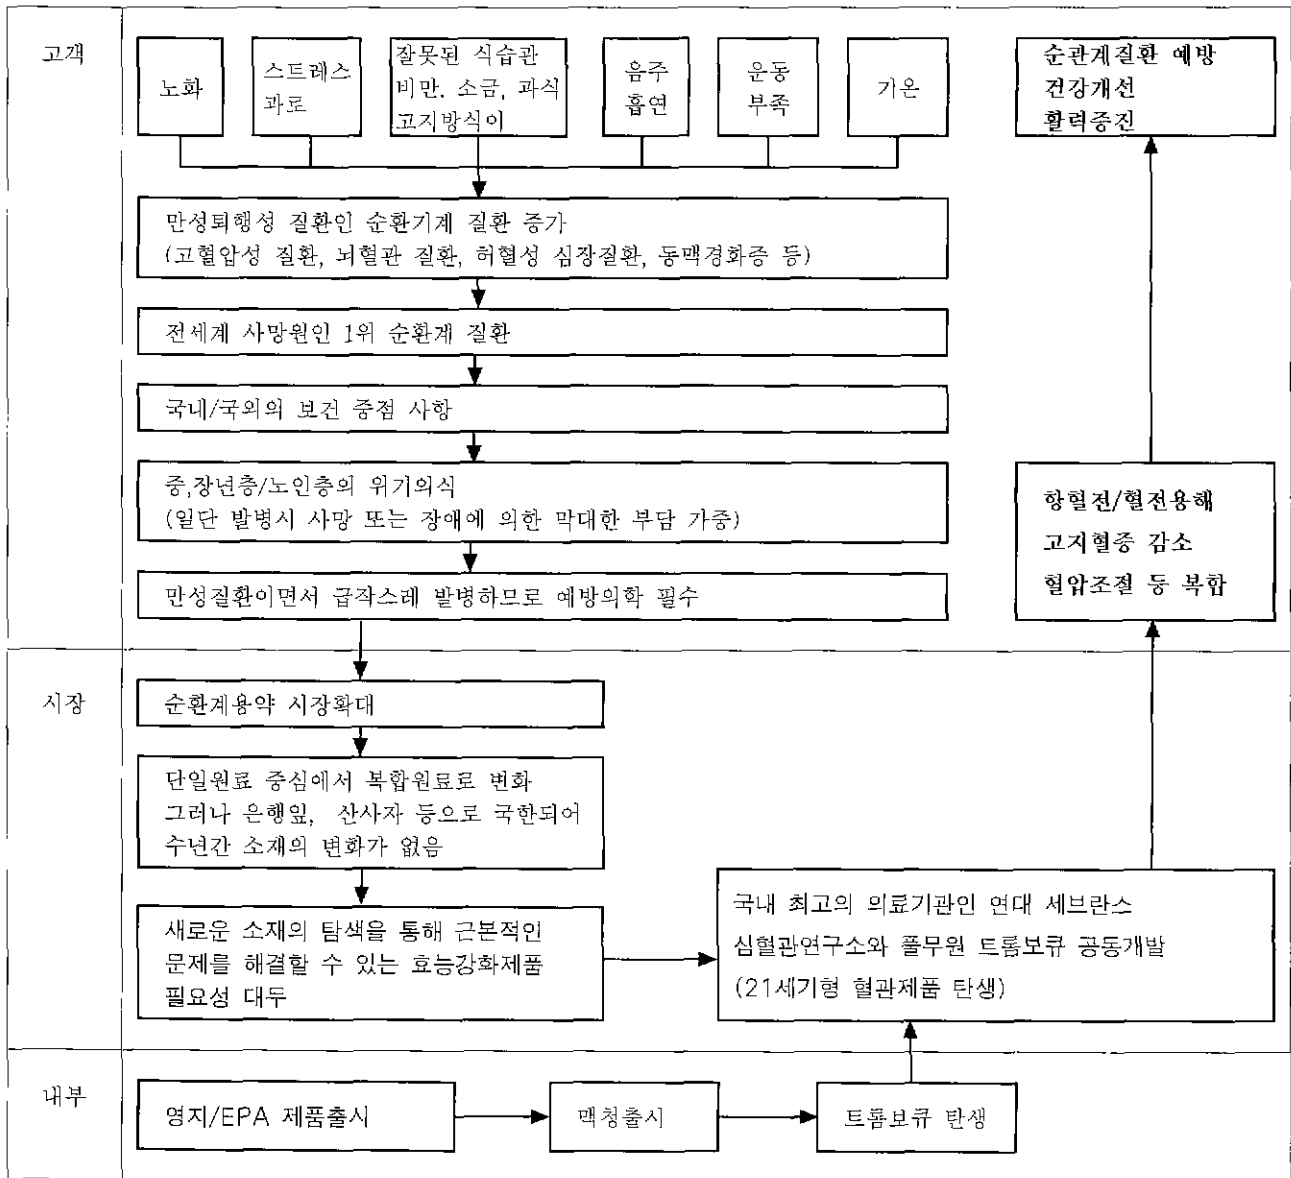 고객
노화
스트레스
과로
잘못된 식습관
비만. 소금, 과식
고지방식이
음주
흡연
운동
부족
기온
순관계질환 예방
건강개선
활력증진
만성퇴행성 질환인 순환기계 질환 증가
(고혈압성 질환, 뇌혈관 질환, 허혈성 심장질환, 동맥경화증 등)
전세계 사망원인 1위 순환계 질환
국내/국외의 보건 중점 사항
중,장년층/노인층의 위기의식
(일단 발병시 사망 또는 장애에 의한 막대한 부담 가중)
만성질환이면서 급작스레 발병하므로 예방의학 필수
항혈전/혈전용해
고지혈증 감소
혈압조절 등 복합
시장
순환계용약 시장확대
단일원료 중심에서 복합원료로 변화
그러나 은행잎, 산사자 등으로 국한되어
수년간 소재의 변화가 없음
새로운 소재의 탐색을 통해 근본적인
문제를 해결할 수 있는 효능강화제품
필요성 대두
국내 최고의 의료기관인 연대 세브란스
심혈관연구소와 풀무원 트롬보큐 공동개발
(21세기형 혈관제품 탄생)
내부
영지/EPA 제품출시
맥청출시
트롬보큐 탄생